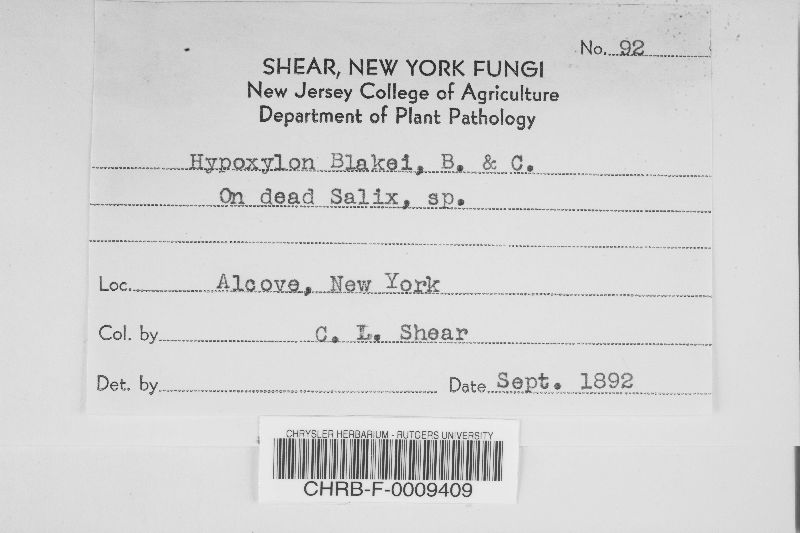 No. 92
SHEAR, NEW YORK FUNGI
New Jersey College of Agriculture
Department of Plant Pathology
Hypoxylon Blakei, B. & C.
On dead Salix, sp.
Loc. Alcove, New York
Col. by C. L. Shear
Det. by Date Sept. 1892
CHRYSLER HERBARIUM - RUTGERS UNIVERSITY
CHRB-F-0009409